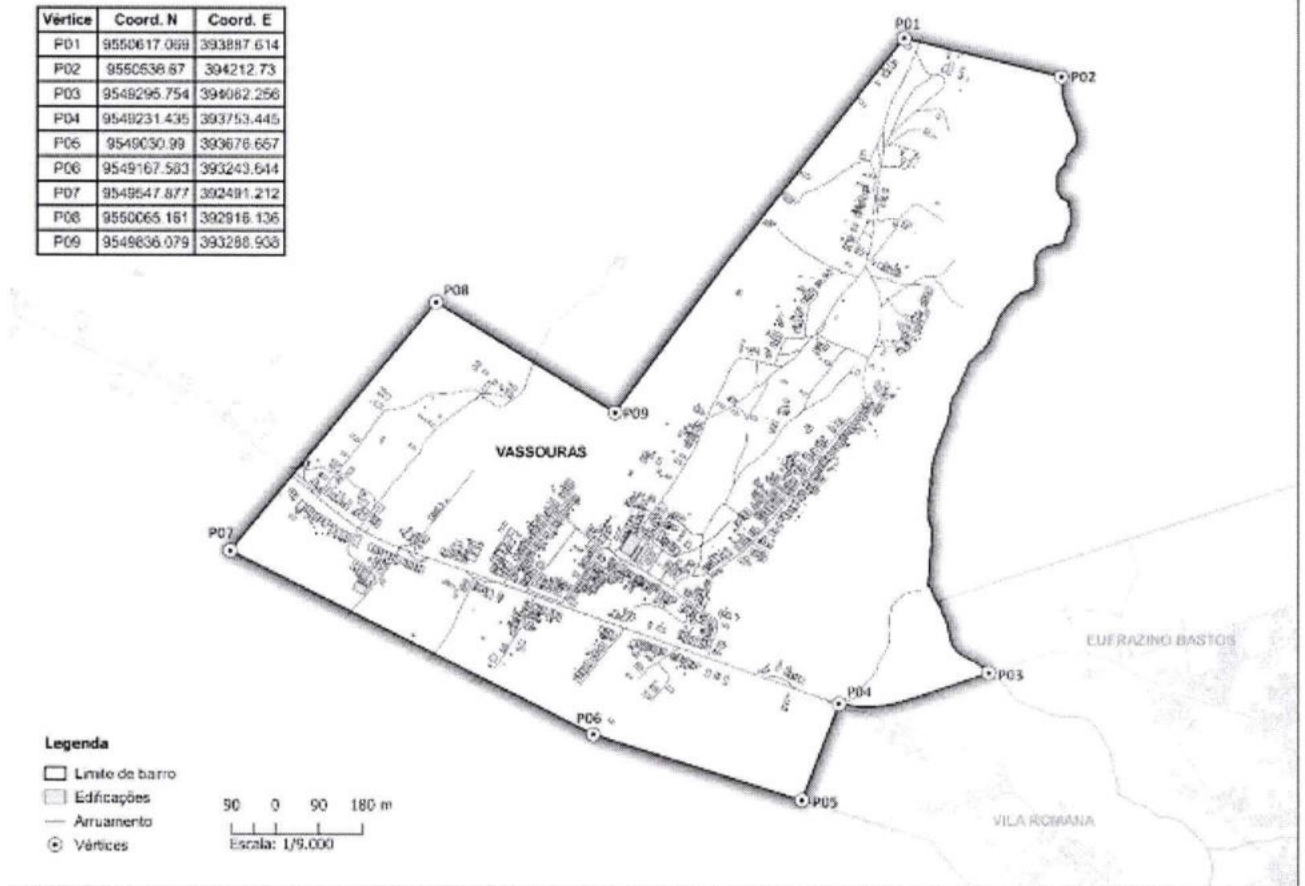 Vértice Coord. N Coord. E
P01 9550617.069 393887.614
P02 9550538.67 394212.73
P03 9549295.754 394062.256
P04 9549231.435 393753.445
P05 9549030.99 393676.657
P06 9549167.563 393243.644
P07 9549547.877 392491.212
P08 9550065.161 392916.136
P09 9549836.079 393288.938
P01
P02
P08
P09
VASSOURAS
P07
EUFRAZINO BASTOS
P03
P04
P06
P05
VILA ROMANA
Legenda
Limite de barro
Edificações
Arruamento
Vértices
90 0 90 180 m
Escala: 1/9.000